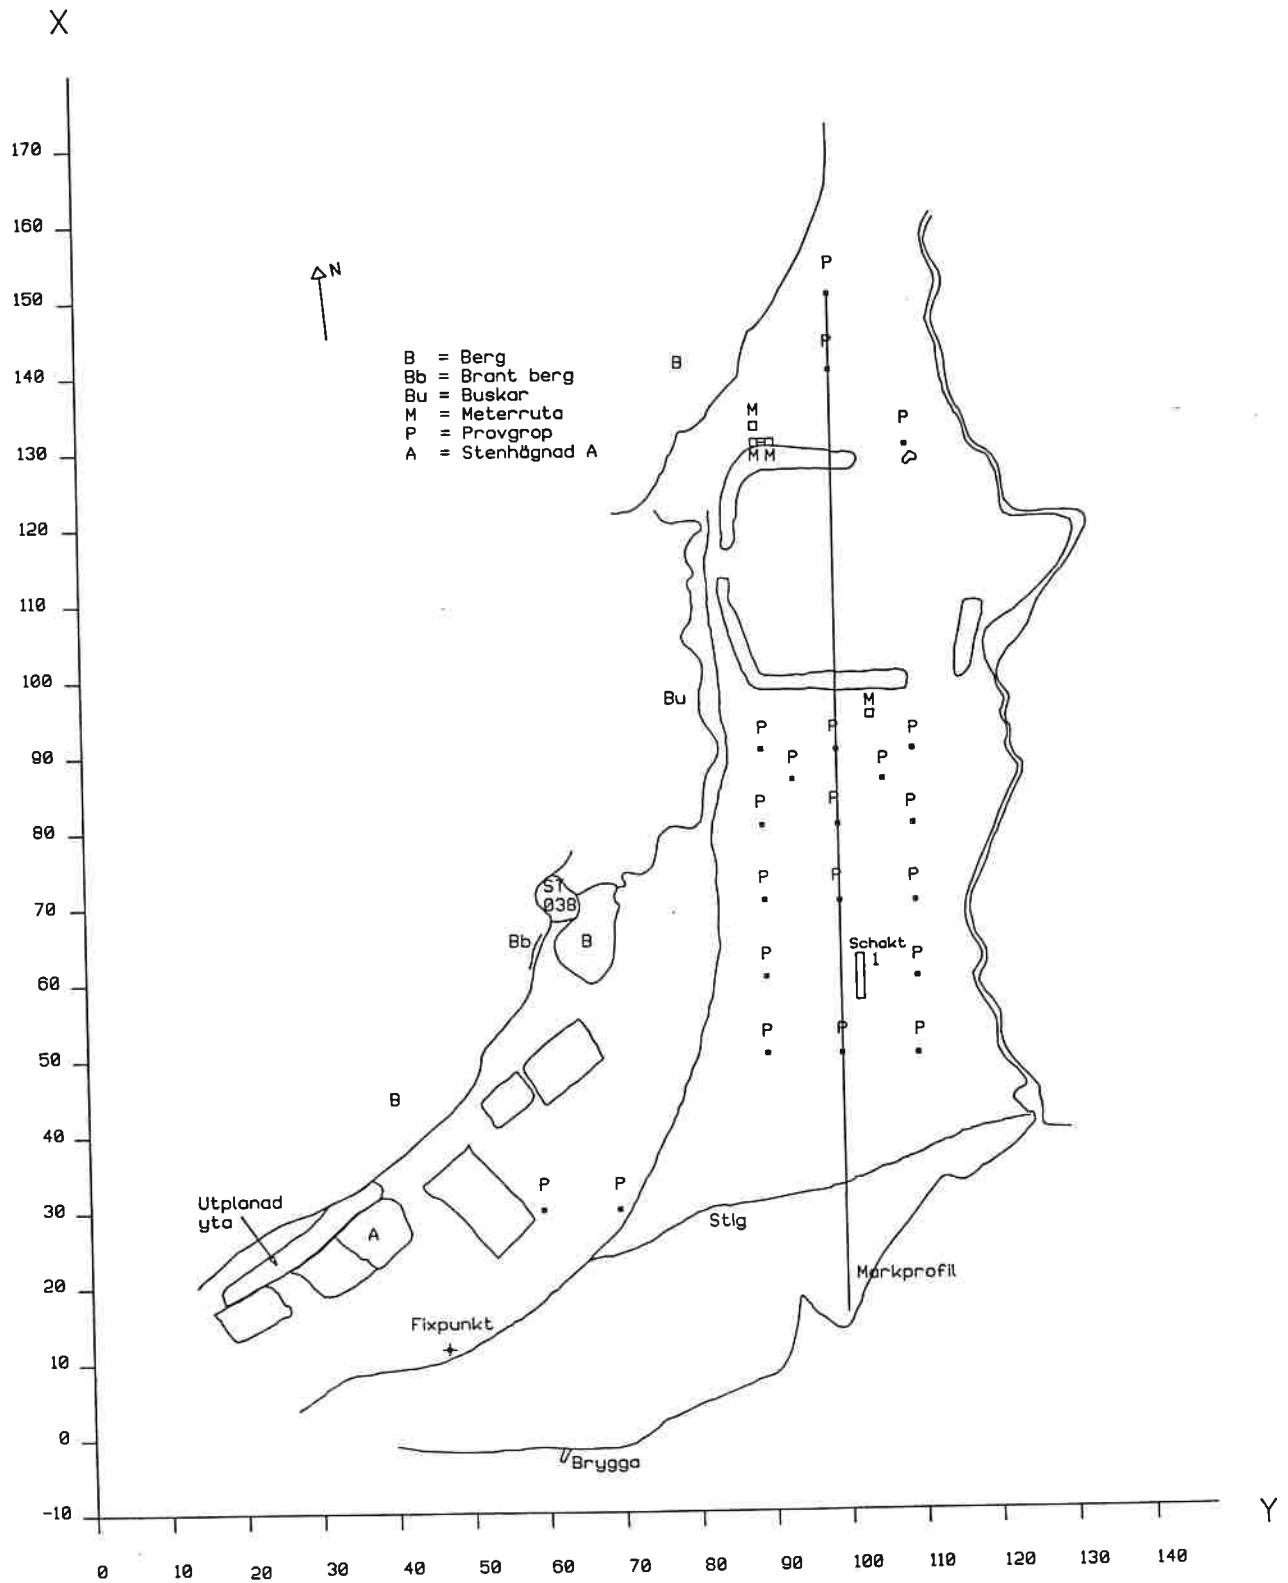 X
170
160
150
140
130
120
110
100
90
80
70
60
50
40
30
20
10
0
-10
N
B = Berg
Bb = Brant berg
Bu = Buskar
M = Meterruta
P = Provgrop
A = Stenhägnad A
P
P
B
M
P
M M
Bu
M
P P P
P P
P P P
P P P
ST
038
Bb B
Schakt
1
P P
P P P
B
P P
Utplanad
yta
A
Stig
Markprofil
Fixpunkt
Brygga
Y
0 10 20 30 40 50 60 70 80 90 100 110 120 130 140